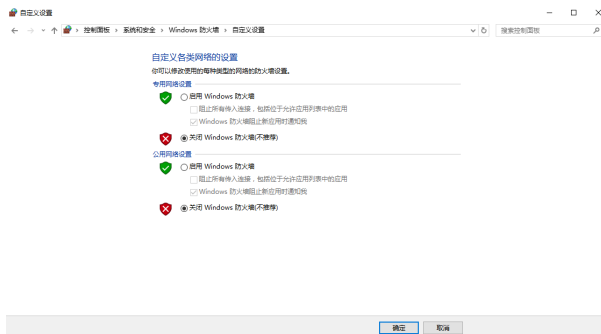 自定义设置
控制面板 › 系统和安全 › Windows 防火墙 › 自定义设置
搜索控制面板
自定义各类网络的设置
你可以修改使用的每种类型的网络的防火墙设置。
专用网络设置
启用 Windows 防火墙
阻止所有传入连接，包括位于允许应用列表中的应用
Windows 防火墙阻止新应用时通知我
关闭 Windows 防火墙(不推荐)
公用网络设置
启用 Windows 防火墙
阻止所有传入连接，包括位于允许应用列表中的应用
Windows 防火墙阻止新应用时通知我
关闭 Windows 防火墙(不推荐)
确定
取消